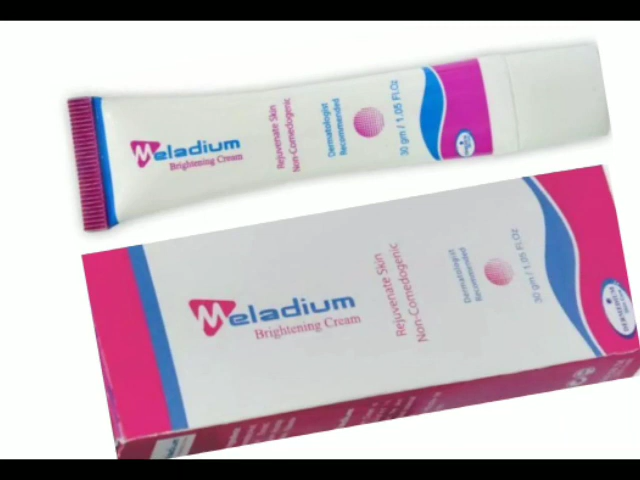 Meladium
Brightening Cream
Rejuvenate Skin
Non-Comedogenic
Dermatologist
Recommended
30 gm / 1.05 Fl.Oz
Meladium
Brightening Cream
Rejuvenate Skin
Non-Comedogenic
Dermatologist
Recommended
30 gm / 1.05 Fl.Oz